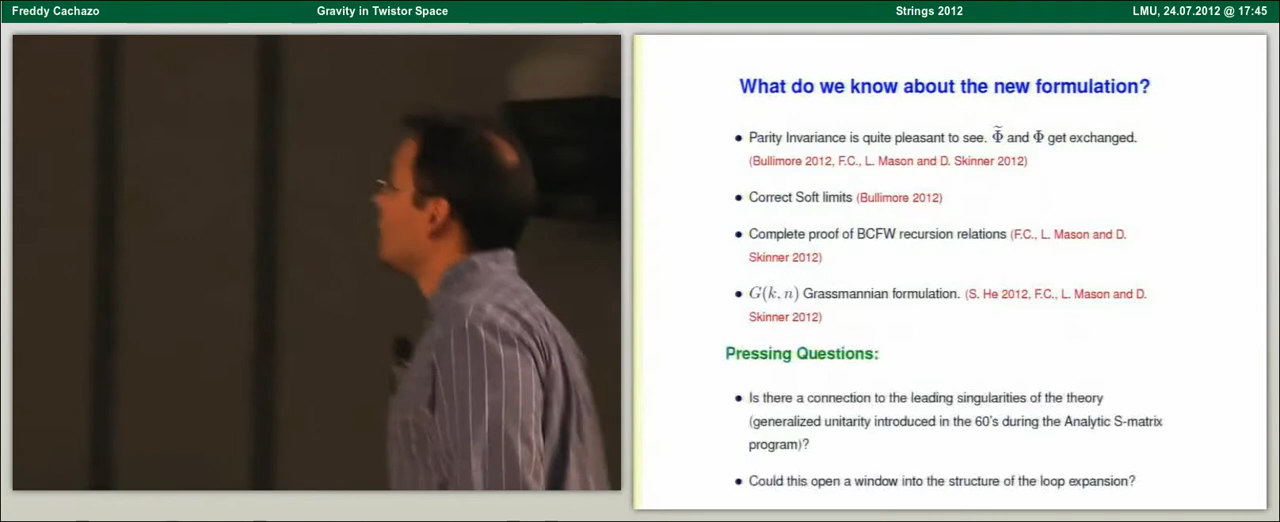 Freddy Cachazo Gravity in Twistor Space Strings 2012 LMU, 24.07.2012 @ 17:45
What do we know about the new formulation?
• Parity Invariance is quite pleasant to see. Φ̃ and Φ get exchanged.
(Bullimore 2012, F.C., L. Mason and D. Skinner 2012)
• Correct Soft limits (Bullimore 2012)
• Complete proof of BCFW recursion relations (F.C., L. Mason and D.
Skinner 2012)
• G(k, n) Grassmannian formulation. (S. He 2012, F.C., L. Mason and D.
Skinner 2012)
Pressing Questions:
• Is there a connection to the leading singularities of the theory
(generalized unitarity introduced in the 60's during the Analytic S-matrix
program)?
• Could this open a window into the structure of the loop expansion?